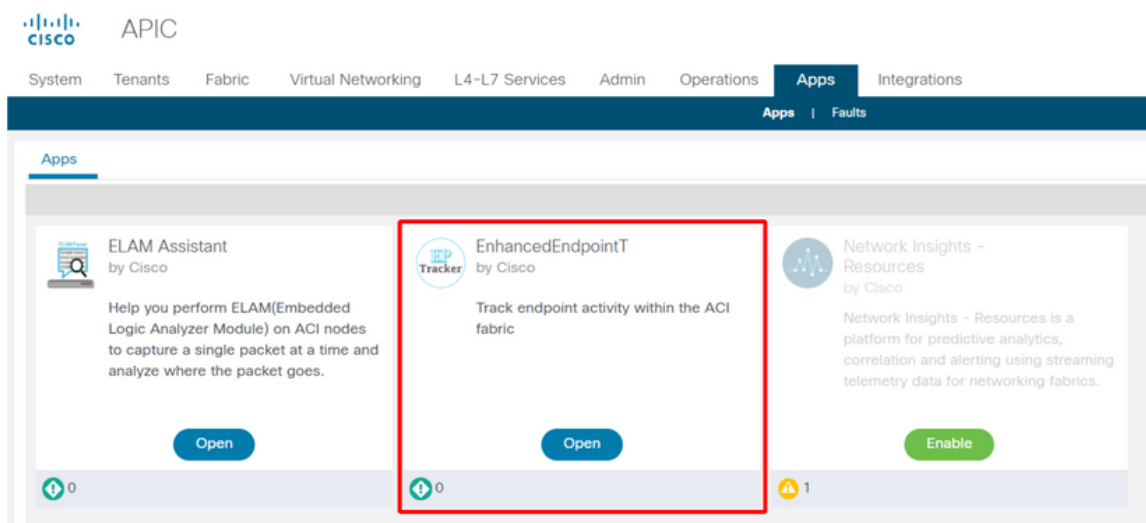 CISCO
APIC
System Tenants Fabric Virtual Networking L4-L7 Services Admin Operations Apps Integrations
Apps | Faults
Apps
ELAM Assistant
by Cisco
Help you perform ELAM(Embedded
Logic Analyzer Module) on ACI nodes
to capture a single packet at a time and
analyze where the packet goes.
Open
0
EP
Tracker
EnhancedEndpointT
by Cisco
Track endpoint activity within the ACI
fabric
Open
0
Network Insights -
Resources
by Cisco
Network Insights - Resources is a
platform for predictive analytics,
correlation and alerting using streaming
telemetry data for networking fabrics.
Enable
1